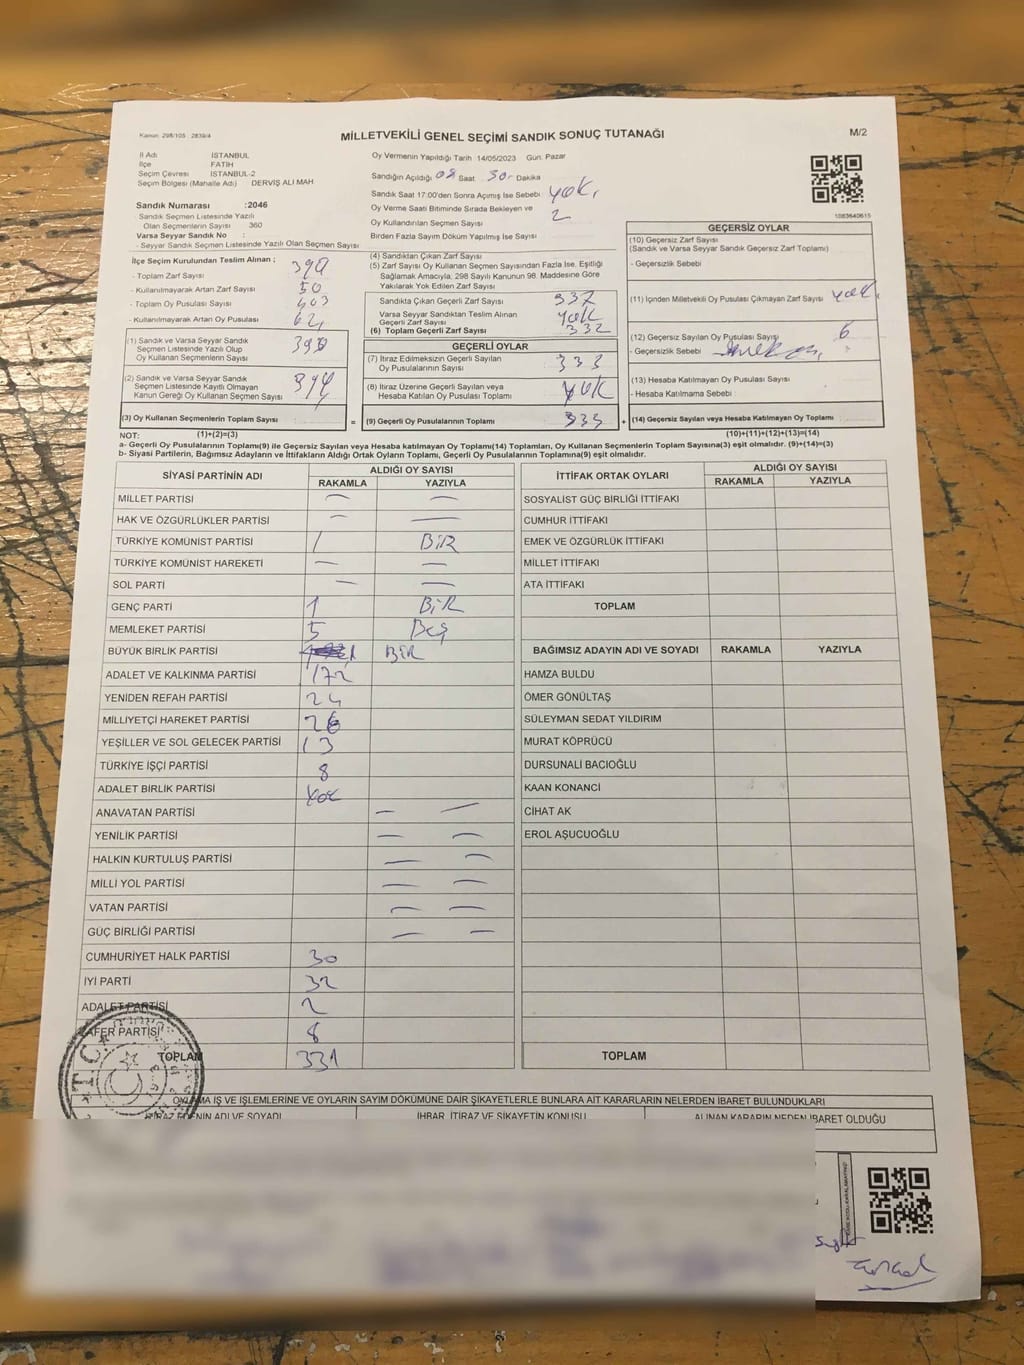 Kanun: 298/105 2839/4
MİLLETVEKİLİ GENEL SEÇİMİ SANDIK SONUÇ TUTANAĞI
M/2
İl Adı İSTANBUL
İlçe FATİH
Seçim Çevresi İSTANBUL-2
Seçim Bölgesi (Mahalle Adı) DERVİŞ ALİ MAH
Sandık Numarası :2046
- Sandık Seçmen Listesinde Yazılı
Olan Seçmenlerin Sayısı 360
Varsa Seyyar Sandık No :
- Seyyar Sandık Seçmen Listesinde Yazılı Olan Seçmen Sayısı
Oy Vermenin Yapıldığı Tarih 14/05/2023 Gün. Pazar
Sandığın Açıldığı 08 Saat 30 Dakika
Sandık Saat 17:00'den Sonra Açımış İse Sebebi yok
Oy Verme Saati Bitiminde Sırada Bekleyen ve 2
Oy Kullandırılan Seçmen Sayısı
Birden Fazla Sayım Döküm Yapılmış İse Sayısı
1083640615
İlçe Seçim Kurulundan Teslim Alınan ;
- Toplam Zarf Sayısı
- Kullanılmayarak Artan Zarf Sayısı 50
- Toplam Oy Pusulası Sayısı 403
- Kullanılmayarak Artan Oy Pusulası 62
(1) Sandık ve Varsa Seyyar Sandık
Seçmen Listesinde Yazılı Olup
Oy Kullanan Seçmenlerin Sayısı
(2) Sandık ve Varsa Seyyar Sandık
Seçmen Listesinde Kayıtlı Olmayan
Kanun Gereği Oy Kullanan Seçmen Sayısı
(3) Oy Kullanan Seçmenlerin Toplam Sayısı =
(4) Sandıktan Çıkan Zarf Sayısı
(5) Zarf Sayısı Oy Kullanan Seçmen Sayısından Fazla İse, Eşitliği
Sağlamak Amacıyla, 298 Sayılı Kanunun 98. Maddesine Göre
Yakılarak Yok Edilen Zarf Sayısı
Sandıkta Çıkan Geçerli Zarf Sayısı 337
Varsa Seyyar Sandıktan Teslim Alınan YOK
Geçerli Zarf Sayısı
(6) Toplam Geçerli Zarf Sayısı
GEÇERLİ OYLAR
(7) İtiraz Edilmeksizin Geçerli Sayılan
Oy Pusulalarının Sayısı
(8) İtiraz Üzerine Geçerli Sayılan veya YOK
Hesaba Katılan Oy Pusulası Toplamı
(9) Geçerli Oy Pusulalarının Toplamı +
GEÇERSİZ OYLAR
(10) Geçersiz Zarf Sayısı
(Sandık ve Varsa Seyyar Sandık Geçersiz Zarf Toplamı)
- Geçersizlik Sebebi
(11) İçinden Milletvekili Oy Pusulası Çıkmayan Zarf Sayısı yok
(12) Geçersiz Sayılan Oy Pusulası Sayısı 6
- Geçersizlik Sebebi
(13) Hesaba Katılmayan Oy Pusulası Sayısı
- Hesaba Katılmama Sebebi
(14) Geçersiz Sayılan veya Hesaba Katılmayan Oy Toplamı
NOT: (1)+(2)=(3) (10)+(11)+(12)+(13)=(14)
a- Geçerli Oy Pusulalarının Toplamı(9) ile Geçersiz Sayılan veya Hesaba katılmayan Oy Toplamı(14) Toplamları, Oy Kullanan Seçmenlerin Toplam Sayısına(3) eşit olmalıdır. (9)+(14)=(3)
b- Siyasi Partilerin, Bağımsız Adayların ve İttifakların Aldığı Ortak Oyların Toplamı, Geçerli Oy Pusulalarının Toplamına(9) eşit olmalıdır.
SİYASİ PARTİNİN ADI ALDIĞI OY SAYISI
RAKAMLA YAZIYLA
MİLLET PARTİSİ — —
HAK VE ÖZGÜRLÜKLER PARTİSİ — —
TÜRKİYE KOMÜNİST PARTİSİ 1 BİR
TÜRKİYE KOMÜNİST HAREKETİ — —
SOL PARTİ — —
GENÇ PARTİ 1 BİR
MEMLEKET PARTİSİ 5 Beş
BÜYÜK BİRLİK PARTİSİ 1 BİR
ADALET VE KALKINMA PARTİSİ 172
YENİDEN REFAH PARTİSİ 24
MİLLİYETÇİ HAREKET PARTİSİ 26
YEŞİLLER VE SOL GELECEK PARTİSİ 13
TÜRKİYE İŞÇİ PARTİSİ 8
ADALET BİRLİK PARTİSİ YOK
ANAVATAN PARTİSİ — —
YENİLİK PARTİSİ — —
HALKIN KURTULUŞ PARTİSİ — —
MİLLİ YOL PARTİSİ — —
VATAN PARTİSİ — —
GÜÇ BİRLİĞİ PARTİSİ — —
CUMHURİYET HALK PARTİSİ 30
İYİ PARTİ 32
ADALET PARTİSİ 2
ZAFER PARTİSİ 8
TOPLAM 331
İTTİFAK ORTAK OYLARI ALDIĞI OY SAYISI
RAKAMLA YAZIYLA
SOSYALİST GÜÇ BİRLİĞİ İTTİFAKI
CUMHUR İTTİFAKI
EMEK VE ÖZGÜRLÜK İTTİFAKI
MİLLET İTTİFAKI
ATA İTTİFAKI
TOPLAM
BAĞIMSIZ ADAYIN ADI VE SOYADI RAKAMLA YAZIYLA
HAMZA BULDU
ÖMER GÖNÜLTAŞ
SÜLEYMAN SEDAT YILDIRIM
MURAT KÖPRÜCÜ
DURSUNALİ BACIOĞLU
KAAN KONANCİ
CİHAT AK
EROL AŞUCUOĞLU
TOPLAM
T.C.
İŞ VE İŞLEMLERİNE VE OYLARIN SAYIM DÖKÜMÜNE DAİR ŞİKAYETLERLE BUNLARA AİT KARARLARIN NELERDEN İBARET BULUNDUKLARI
ADI VE SOYADI İHBAR, İTİRAZ VE ŞİKAYETİN KONUSU ALINAN KARARIN NEDEN İBARET OLDUĞU